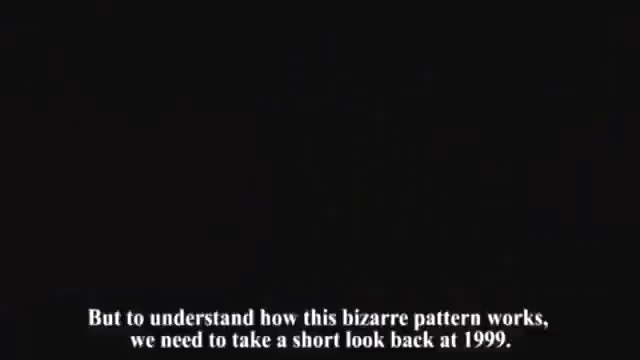 But to understand how this bizarre pattern works,
we need to take a short look back at 1999.